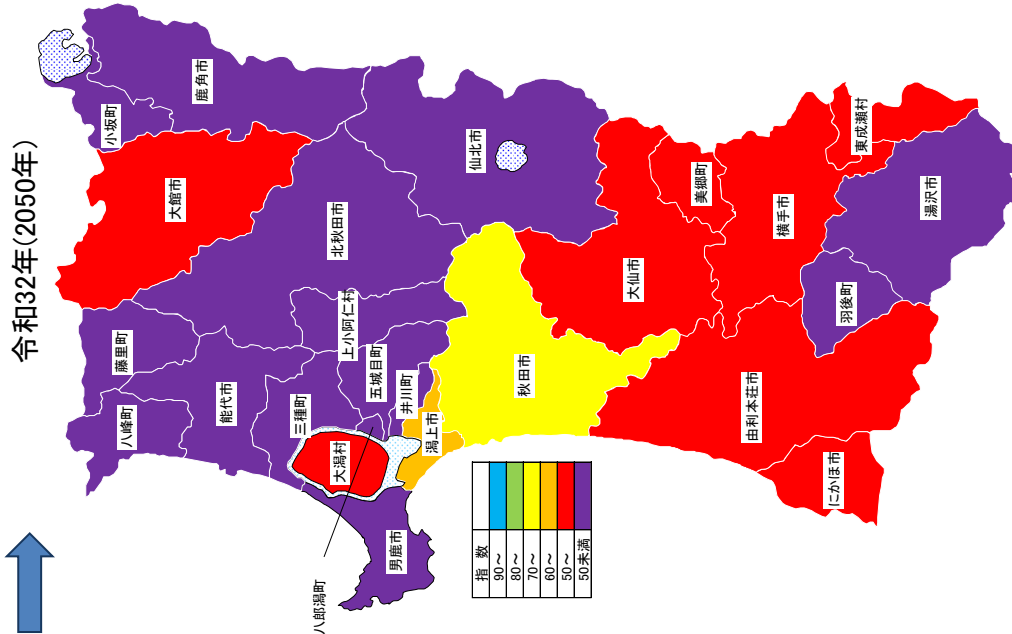 令和32年(2050年)
小坂町
鹿角市
大館市
藤里町
八峰町
能代市
北秋田市
上小阿仁村
三種町
五城目町
井川町
八郎潟町
大潟村
潟上市
男鹿市
仙北市
秋田市
大仙市
美郷町
横手市
東成瀬村
湯沢市
羽後町
由利本荘市
にかほ市
指 数
90～
80～
70～
60～
50～
50未満